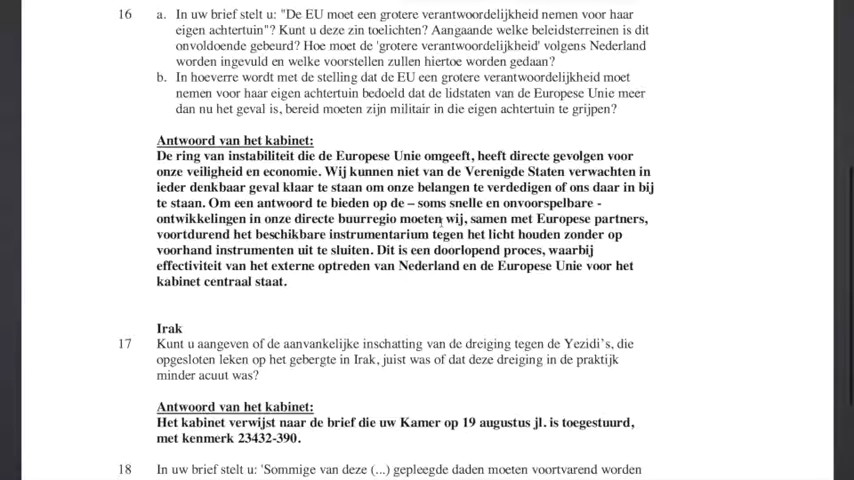 16 a. In uw brief stelt u: "De EU moet een grotere verantwoordelijkheid nemen voor haar
eigen achtertuin"? Kunt u deze zin toelichten? Aangaande welke beleidsterreinen is dit
onvoldoende gebeurd? Hoe moet de 'grotere verantwoordelijkheid' volgens Nederland
worden ingevuld en welke voorstellen zullen hiertoe worden gedaan?
b. In hoeverre wordt met de stelling dat de EU een grotere verantwoordelijkheid moet
nemen voor haar eigen achtertuin bedoeld dat de lidstaten van de Europese Unie meer
dan nu het geval is, bereid moeten zijn militair in die eigen achtertuin te grijpen?
Antwoord van het kabinet:
De ring van instabiliteit die de Europese Unie omgeeft, heeft directe gevolgen voor
onze veiligheid en economie. Wij kunnen niet van de Verenigde Staten verwachten in
ieder denkbaar geval klaar te staan om onze belangen te verdedigen of ons daar in bij
te staan. Om een antwoord te bieden op de – soms snelle en onvoorspelbare -
ontwikkelingen in onze directe buurregio moeten wij, samen met Europese partners,
voortdurend het beschikbare instrumentarium tegen het licht houden zonder op
voorhand instrumenten uit te sluiten. Dit is een doorlopend proces, waarbij
effectiviteit van het externe optreden van Nederland en de Europese Unie voor het
kabinet centraal staat.
Irak
17 Kunt u aangeven of de aanvankelijke inschatting van de dreiging tegen de Yezidi's, die
opgesloten leken op het gebergte in Irak, juist was of dat deze dreiging in de praktijk
minder acuut was?
Antwoord van het kabinet:
Het kabinet verwijst naar de brief die uw Kamer op 19 augustus jl. is toegestuurd,
met kenmerk 23432-390.
18 In uw brief stelt u: 'Sommige van deze (...) gepleegde daden moeten voortvarend worden